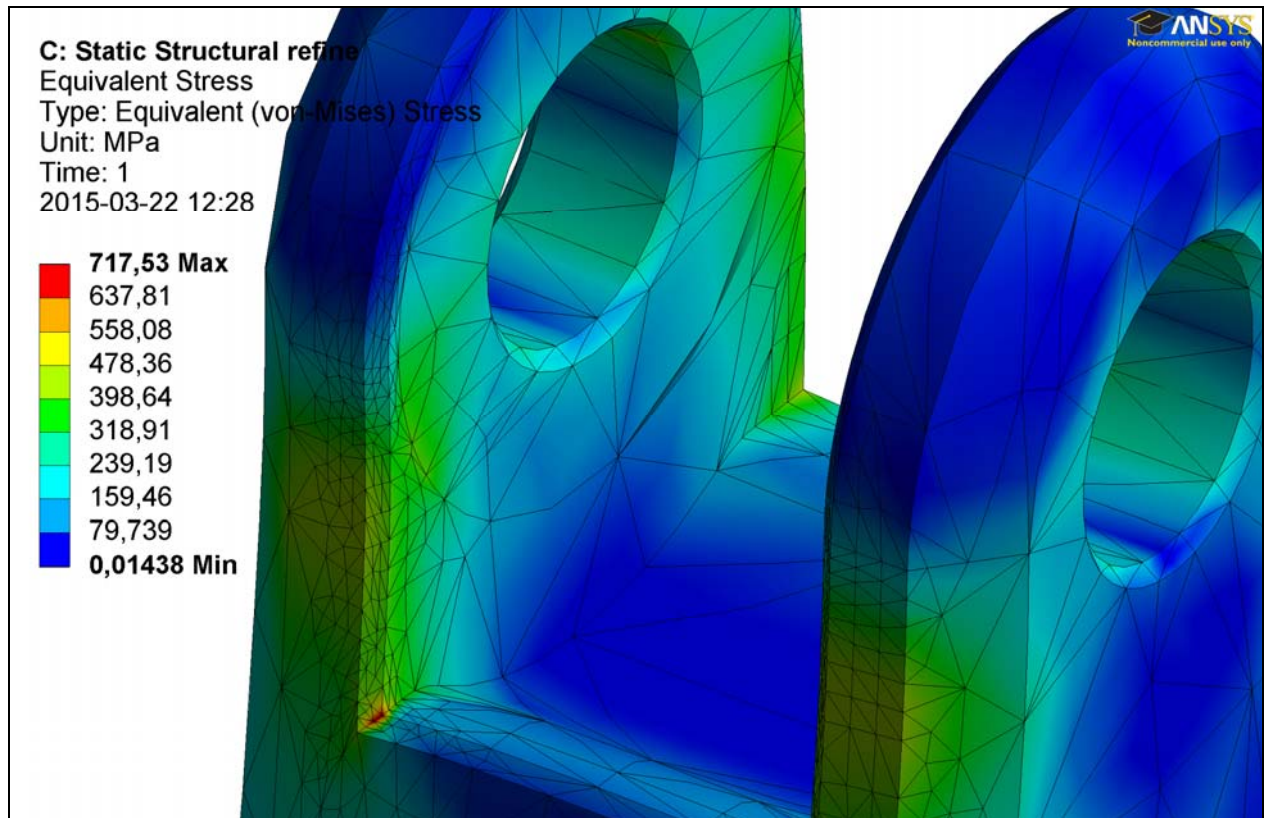 C: Static Structural refine
Equivalent Stress
Type: Equivalent (von-Mises) Stress
Unit: MPa
Time: 1
2015-03-22 12:28
717,53 Max
637,81
558,08
478,36
398,64
318,91
239,19
159,46
79,739
0,01438 Min
ANSYS
Noncommercial use only